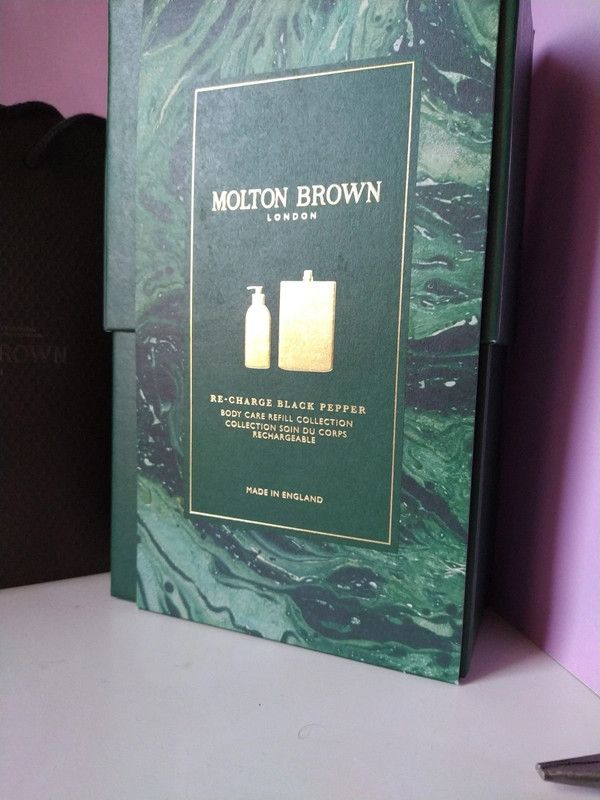 MOLTON BROWN
LONDON
RE-CHARGE BLACK PEPPER
BODY CARE REFILL COLLECTION
COLLECTION SOIN DU CORPS
RECHARGEABLE
MADE IN ENGLAND
BROWN